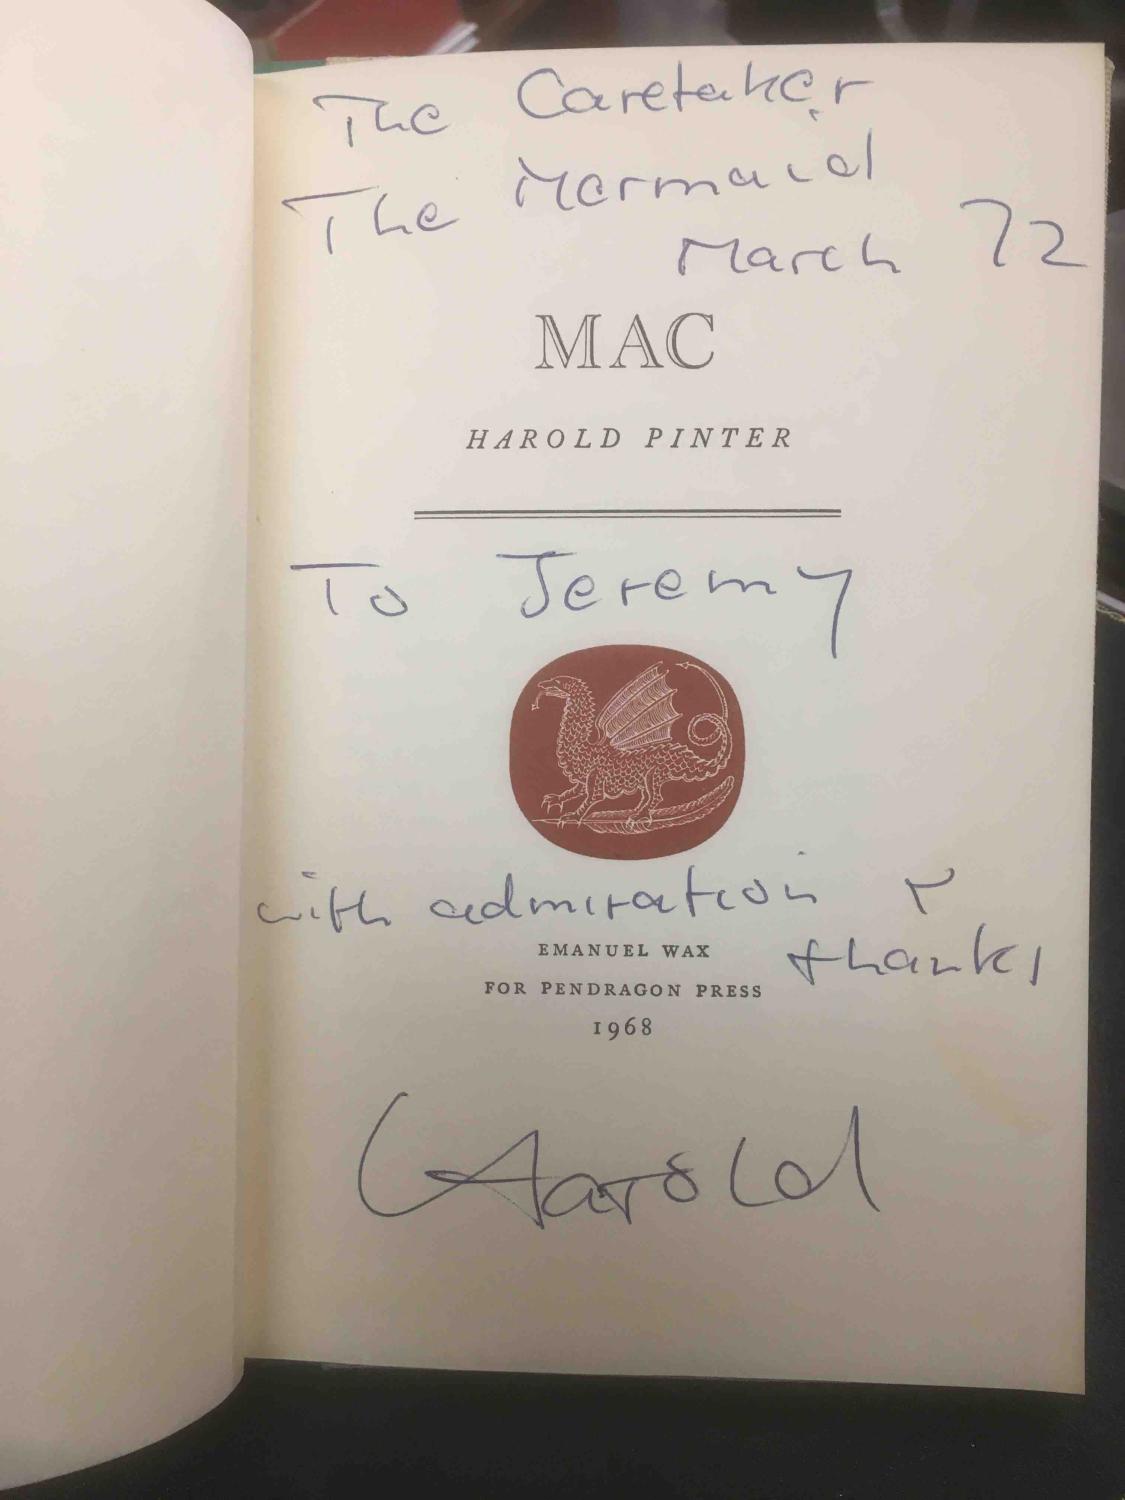 The Caretaker
The Mermaid
March 72
MAC
HAROLD PINTER
To Jeremy
with admiration &
thanks
EMANUEL WAX
FOR PENDRAGON PRESS
1968
Harold